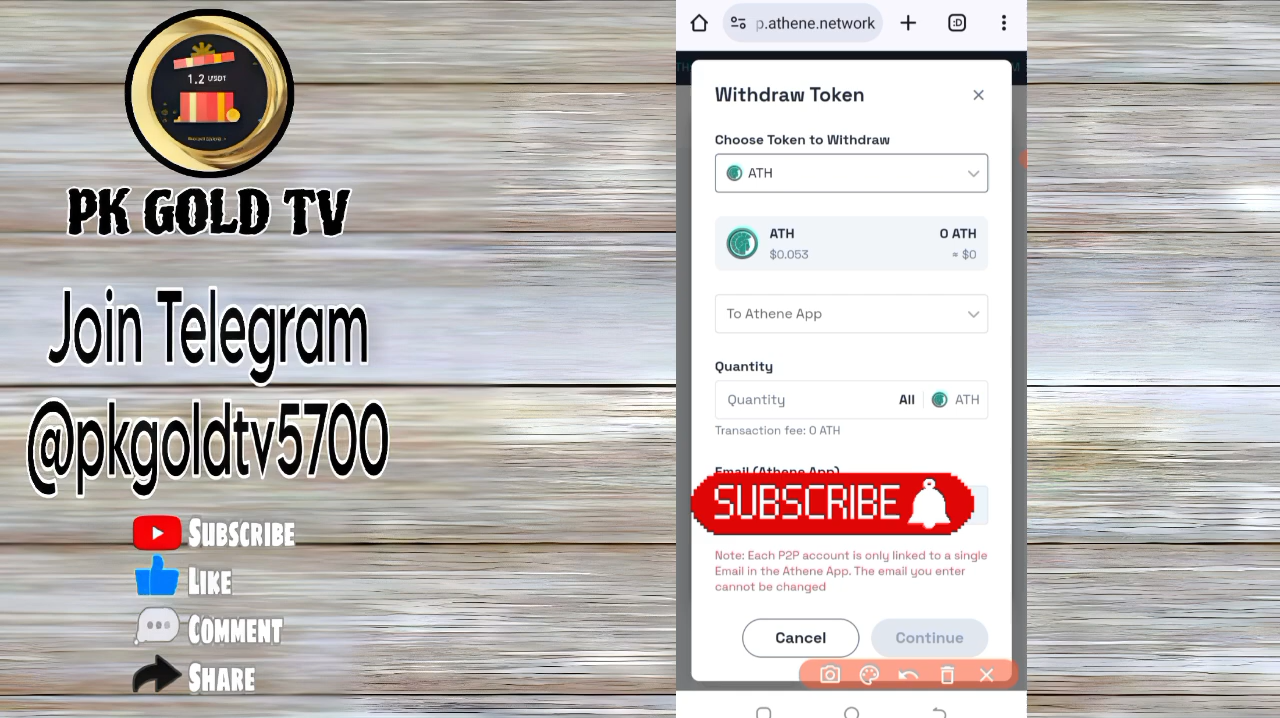 1.2 USDT
PK GOLD TV
Join Telegram
@pkgoldtv5700
SUBSCRIBE
LIKE
COMMENT
SHARE
p.athene.network
:D
Withdraw Token
Choose Token to Withdraw
ATH
ATH
0 ATH
$0.053
≈ $0
To Athene App
Quantity
Quantity
All
ATH
Transaction fee: 0 ATH
Email (Athene App)
SUBSCRIBE
Note: Each P2P account is only linked to a single
Email in the Athene App. The email you enter
cannot be changed
Cancel
Continue